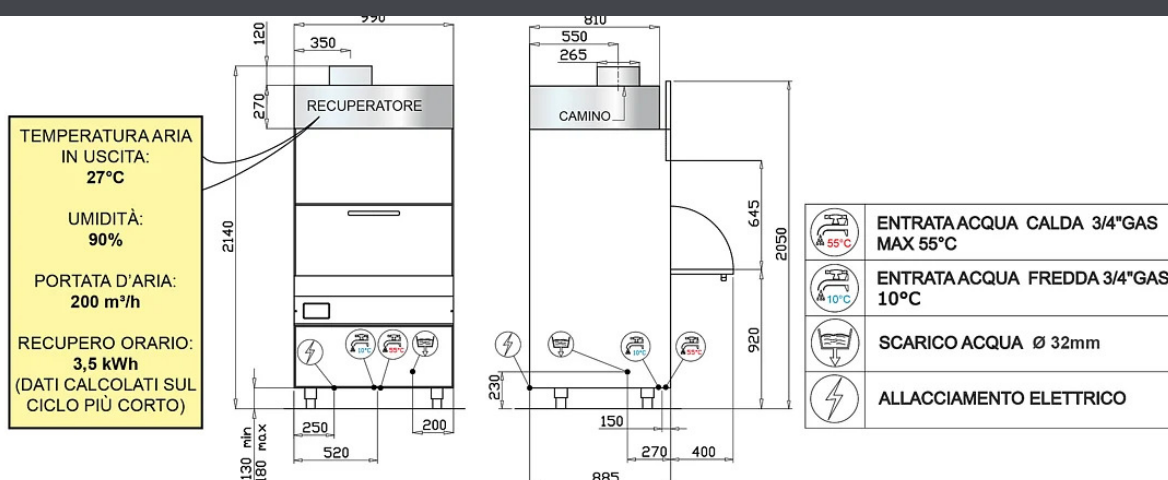 990
120
350
270
RECUPERATORE
2140
250
200
520
130 min
180 max
10°C
55°C
TEMPERATURA ARIA
IN USCITA:
27°C
UMIDITÀ:
90%
PORTATA D'ARIA:
200 m³/h
RECUPERO ORARIO:
3,5 kWh
(DATI CALCOLATI SUL
CICLO PIÙ CORTO)
810
550
265
CAMINO
645
2050
920
230
10°C
55°C
150
270
400
885
55°C
ENTRATA ACQUA CALDA 3/4"GAS
MAX 55°C
10°C
ENTRATA ACQUA FREDDA 3/4"GAS
10°C
SCARICO ACQUA Ø 32mm
ALLACCIAMENTO ELETTRICO